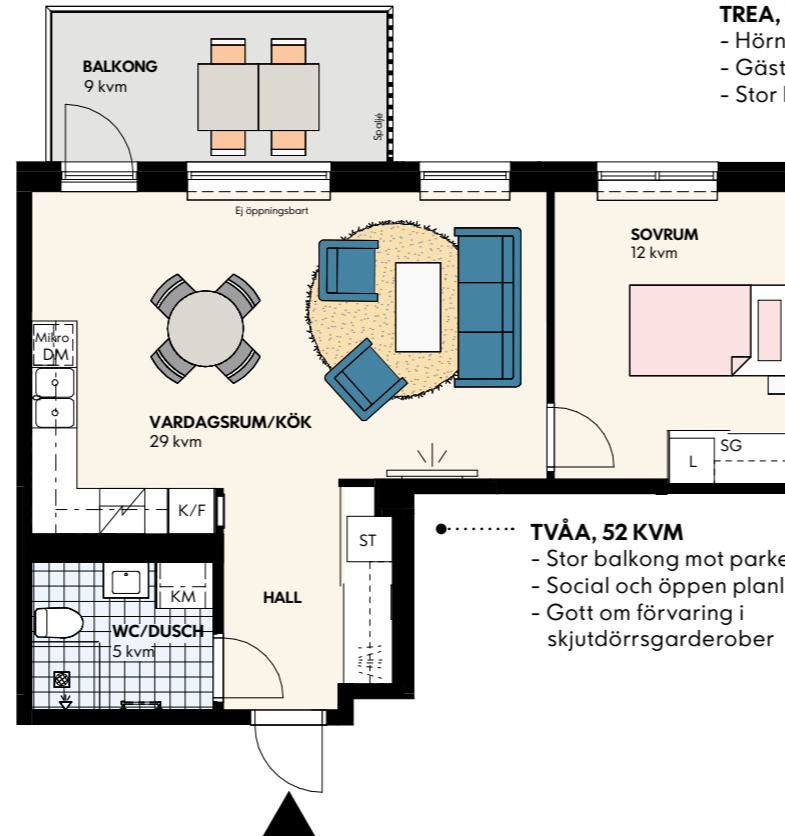 TREA,
- Hörn
- Gäst
- Stor
BALKONG
9 kvm
Spaljé
Ej öppningsbart
SOVRUM
12 kvm
Mikro
DM
VARDAGSRUM/KÖK
29 kvm
L
SG
K/F
ST
TVÅA, 52 KVM
- Stor balkong mot parke
- Social och öppen planl
- Gott om förvaring i
skjutdörrsgarderober
HALL
KM
WC/DUSCH
5 kvm